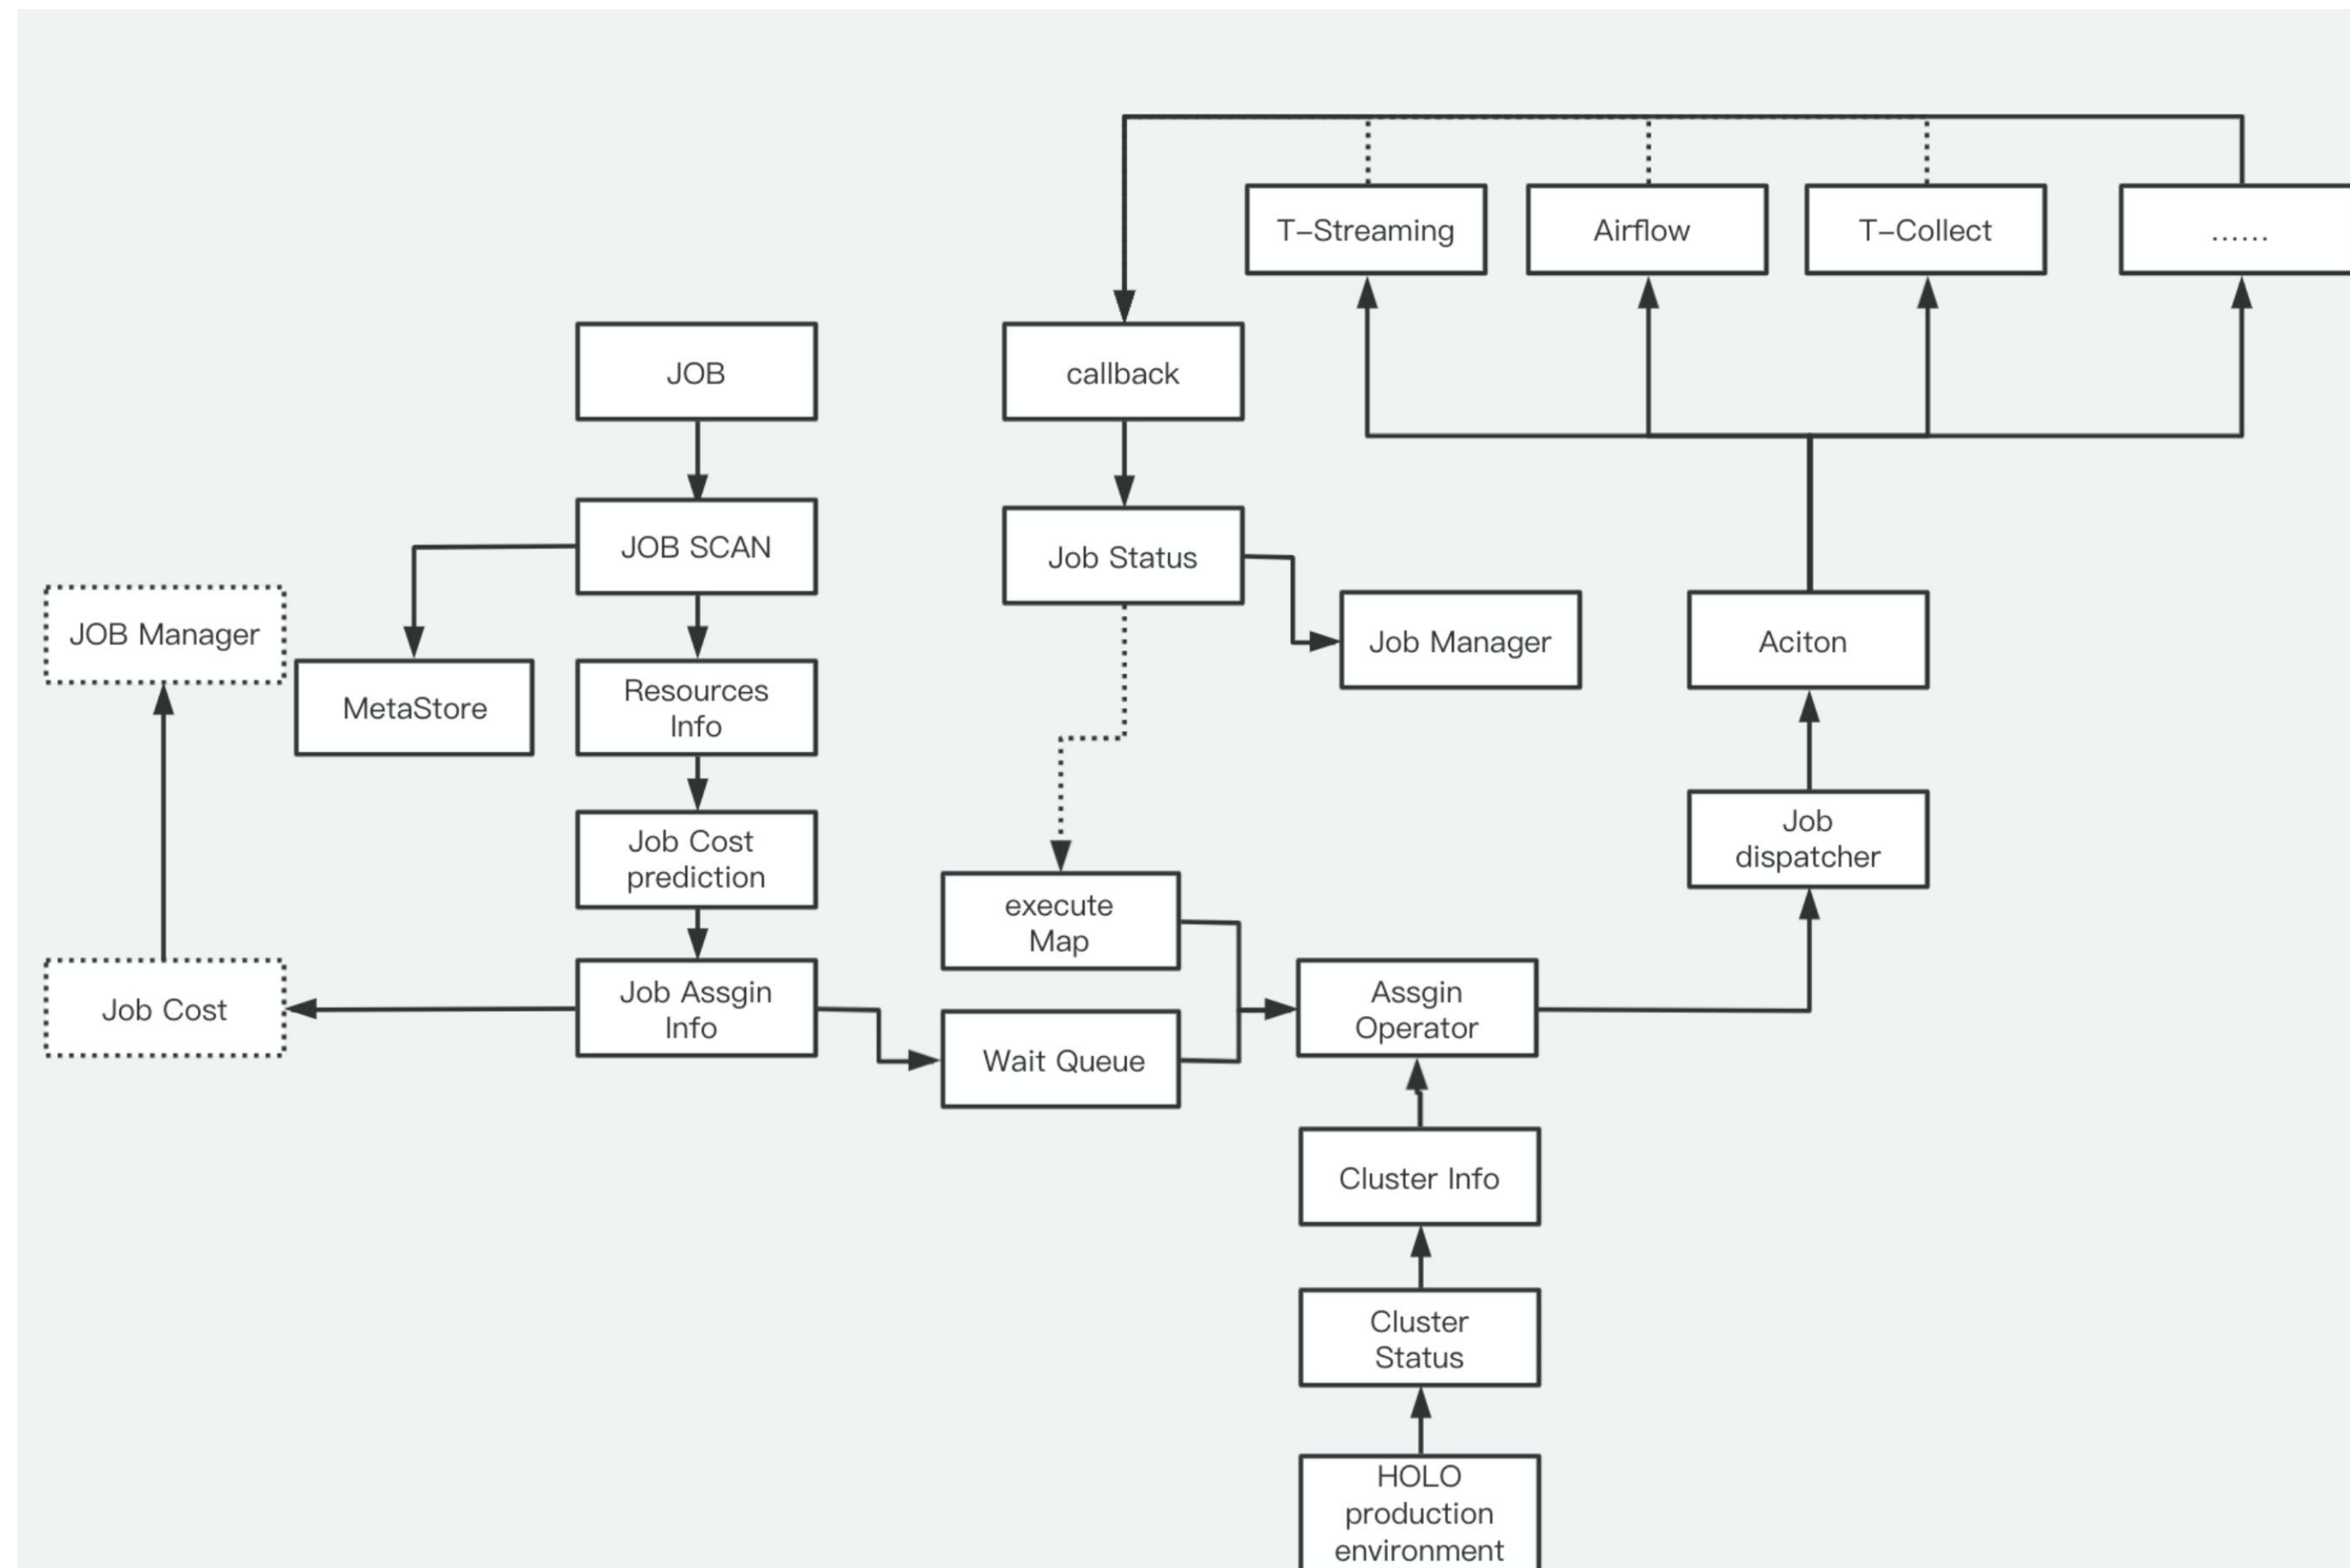 T-Streaming
Airflow
T-Collect
......
JOB
callback
JOB SCAN
Job Status
JOB Manager
Job Manager
Aciton
MetaStore
Resources
Info
Job Cost
prediction
Job
dispatcher
execute
Map
Job Cost
Job Assgin
Info
Assgin
Operator
Wait Queue
Cluster Info
Cluster
Status
HOLO
production
environment